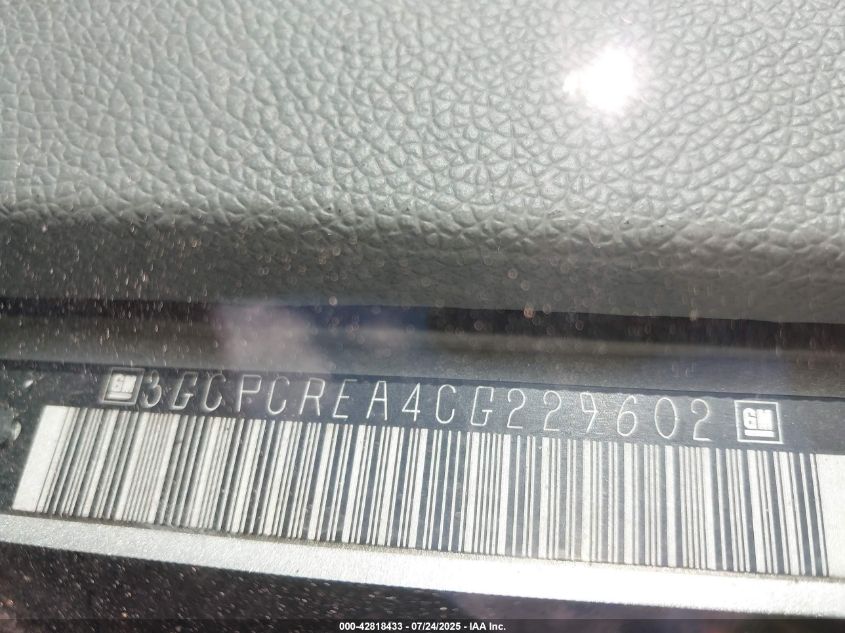 GM 3GCPCREA4CG229602 GM
000-42818433 - 07/24/2025 - IAA Inc.